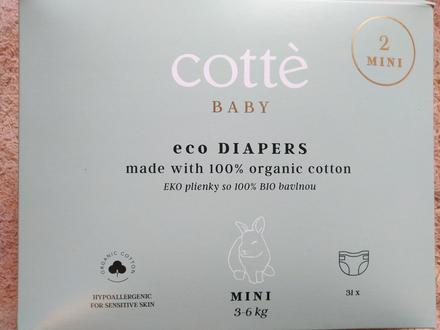 cottè
BABY
2
MINI
eco DIAPERS
made with 100% organic cotton
EKO plienky so 100% BIO bavlnou
ORGANIC COTTON
HYPOALLERGENIC
FOR SENSITIVE SKIN
MINI
3-6 kg
31 x